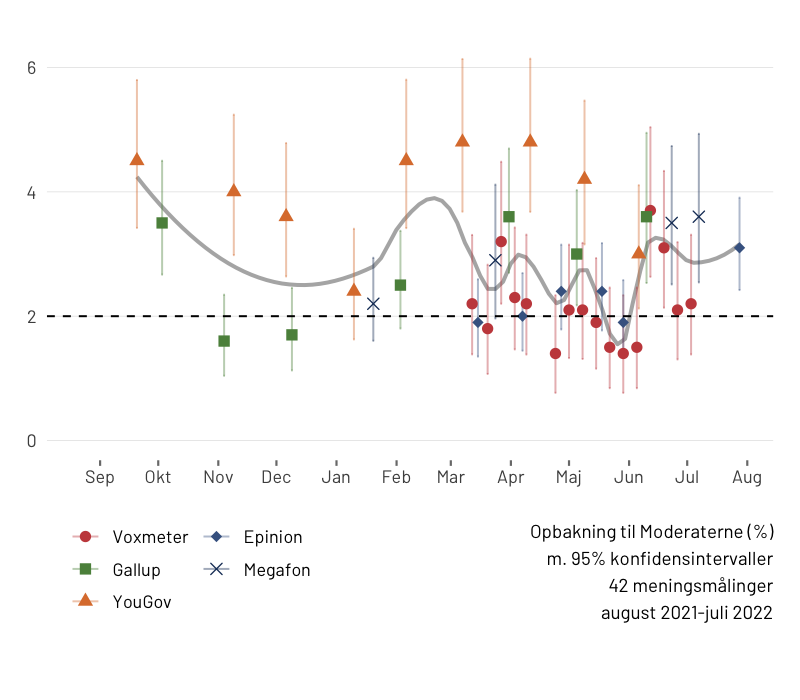 6
4
2
0
Sep Okt Nov Dec Jan Feb Mar Apr Maj Jun Jul Aug
Voxmeter Epinion
Gallup Megafon
YouGov
Opbakning til Moderaterne (%)
m. 95% konfidensintervaller
42 meningsmålinger
august 2021-juli 2022